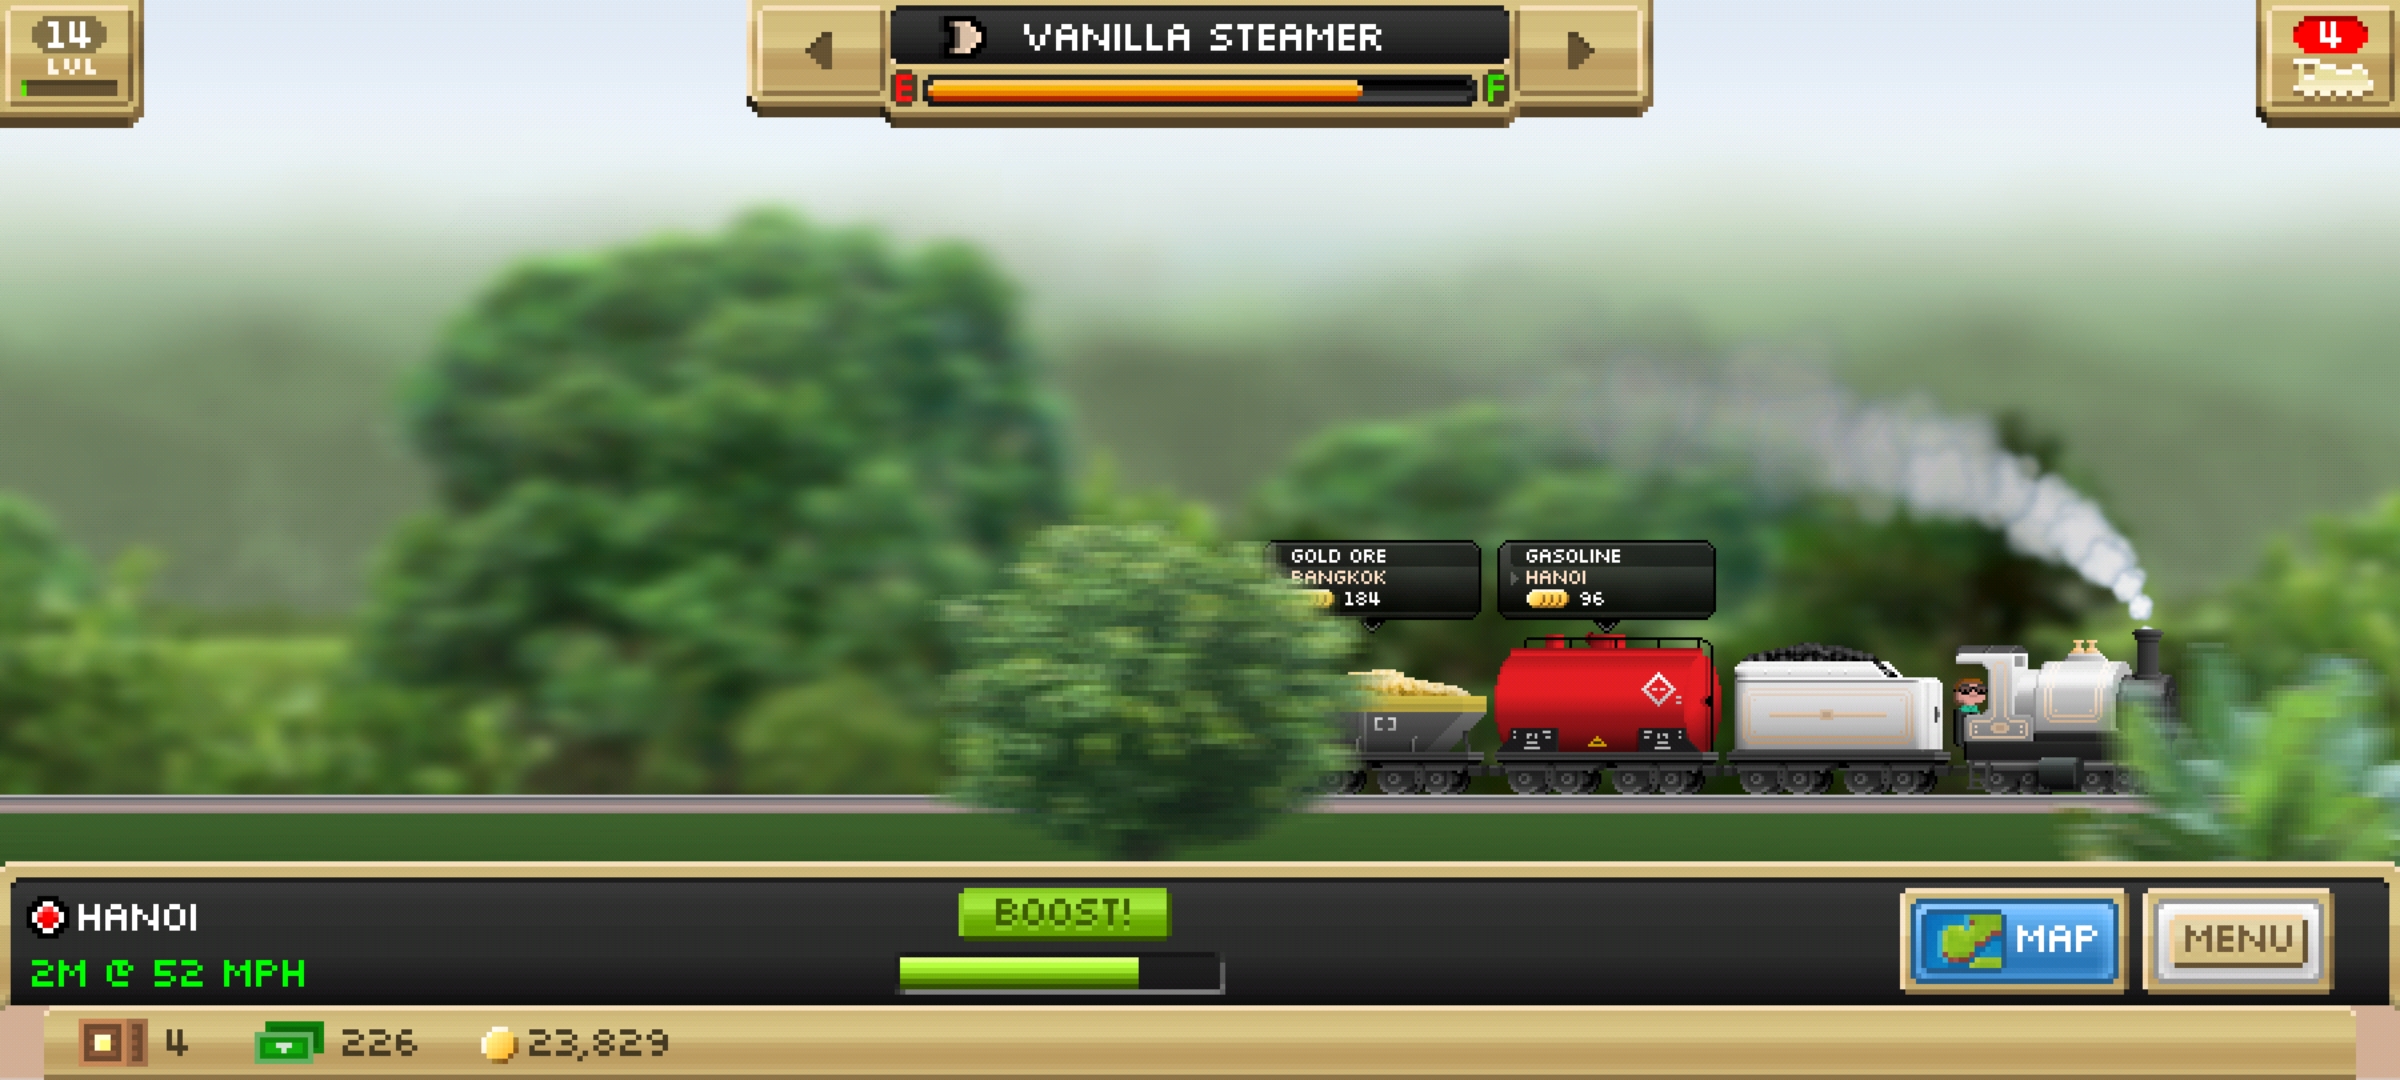 14
LVL
VANILLA STEAMER
E F
4
GOLD ORE
BANGKOK
184
GASOLINE
HANOI
96
HANOI
2M @ 52 MPH
BOOST!
MAP
MENU
4
226
23,829